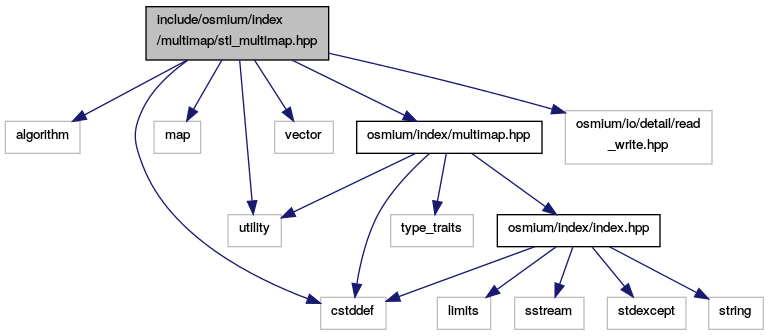 include/osmium/index
/multimap/stl_multimap.hpp
algorithm
map
vector
osmium/index/multimap.hpp
osmium/io/detail/read
_write.hpp
utility
type_traits
osmium/index/index.hpp
cstddef
limits
sstream
stdexcept
string